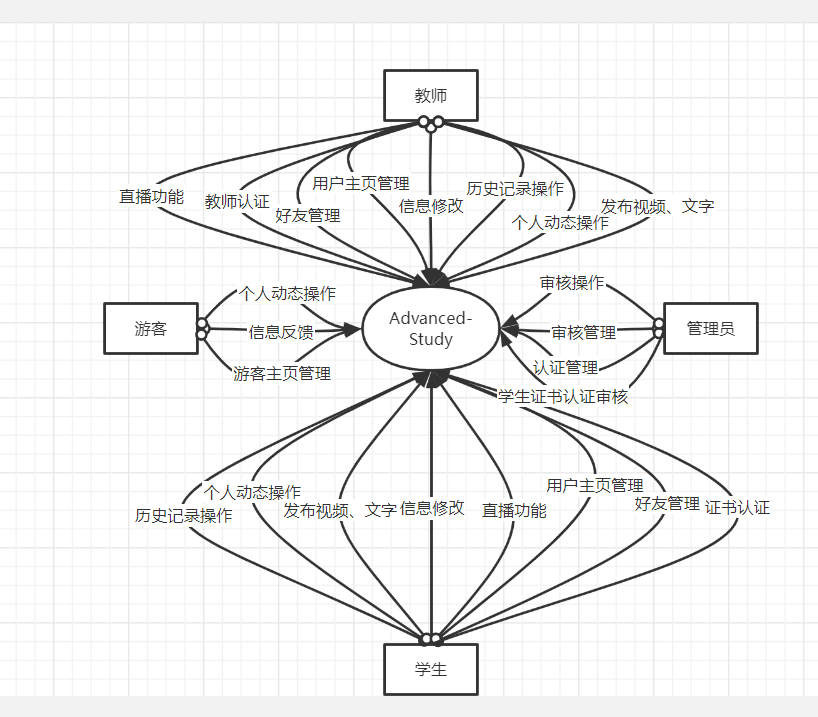 教师
直播功能
教师认证
好友管理
用户主页管理
信息修改
历史记录操作
个人动态操作
发布视频、文字
游客
个人动态操作
信息反馈
游客主页管理
Advanced-
Study
审核操作
审核管理
认证管理
学生证书认证审核
管理员
历史记录操作
个人动态操作
发布视频、文字
信息修改
直播功能
用户主页管理
好友管理
证书认证
学生